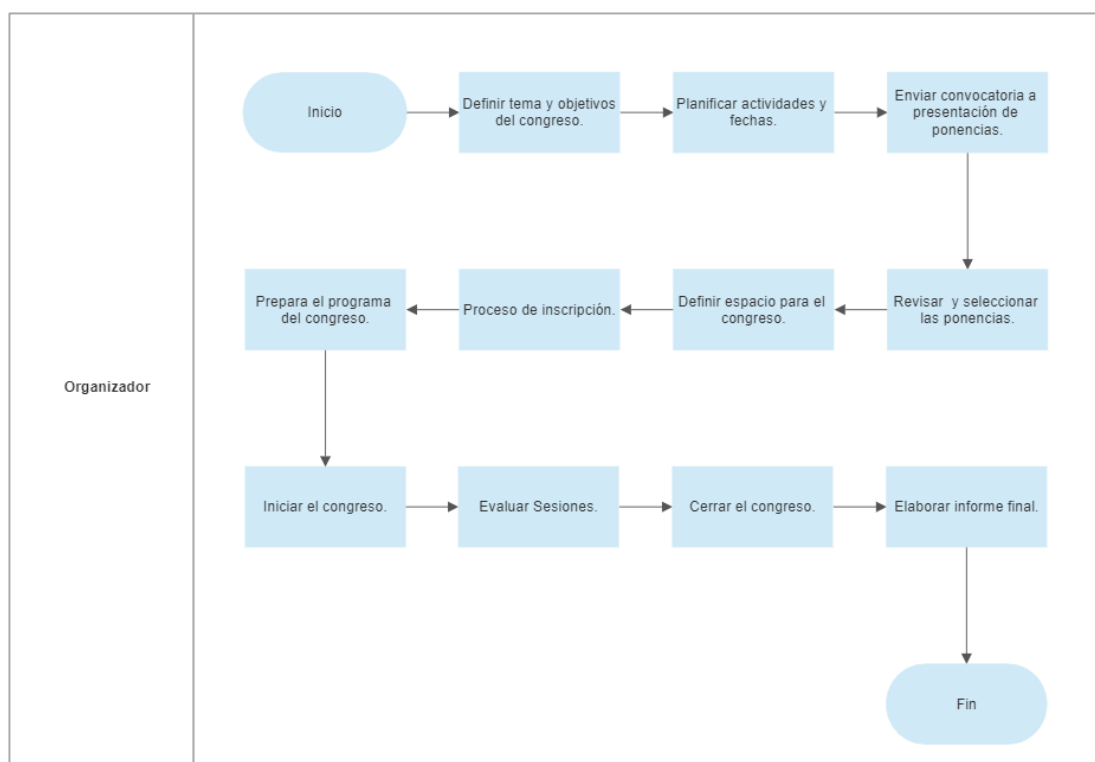 Organizador
Inicio
Definir tema y objetivos
del congreso.
Planificar actividades y
fechas.
Enviar convocatoria a
presentación de
ponencias.
Revisar  y seleccionar
las ponencias.
Definir espacio para el
congreso.
Proceso de inscripción.
Prepara el programa
del congreso.
Iniciar el congreso.
Evaluar Sesiones.
Cerrar el congreso.
Elaborar informe final.
Fin